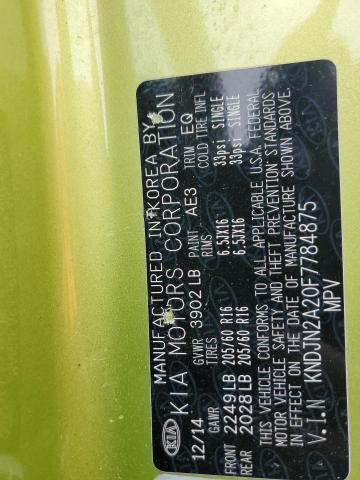 MANUFACTURED IN KOREA BY
KIA KIA MOTORS CORPORATION
12/14 GVWR 3902 LB PAINT AE3 TRIM EQ
GAWR TIRES RIMS COLD TIRE INFL
FRONT 2249LB 205/60 R16 6.5JX16 33psi SINGLE
REAR 2028LB 205/60 R16 6.5JX16 33psi SINGLE
THIS VEHICLE CONFORMS TO ALL APPLICABLE U.S.A. FEDERAL
MOTOR VEHICLE SAFETY AND THEFT PREVENTION STANDARDS
IN EFFECT ON THE DATE OF MANUFACTURE SHOWN ABOVE.
V.I.N KNDJN2A20F7784875
MPV